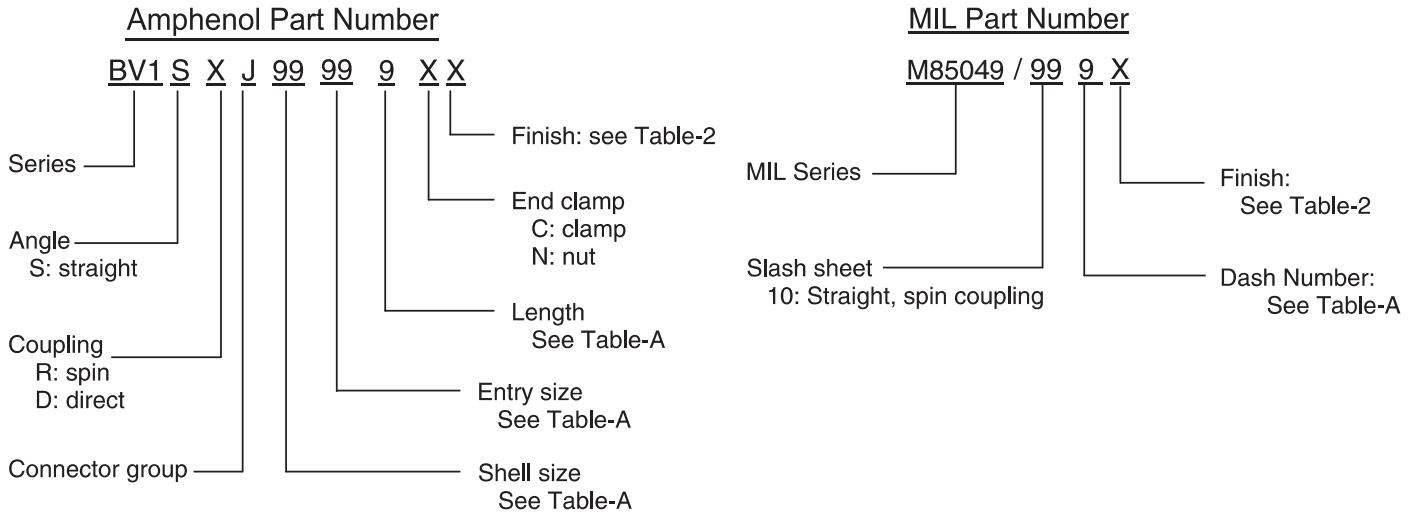 Amphenol Part Number
BV1 S X J 99 99 9 X X
Series
Angle
S: straight
Coupling
R: spin
D: direct
Connector group
Finish: see Table-2
End clamp
C: clamp
N: nut
Length
See Table-A
Entry size
See Table-A
Shell size
See Table-A
MIL Part Number
M85049 / 99 9 X
MIL Series
Slash sheet
10: Straight, spin coupling
Finish:
See Table-2
Dash Number:
See Table-A